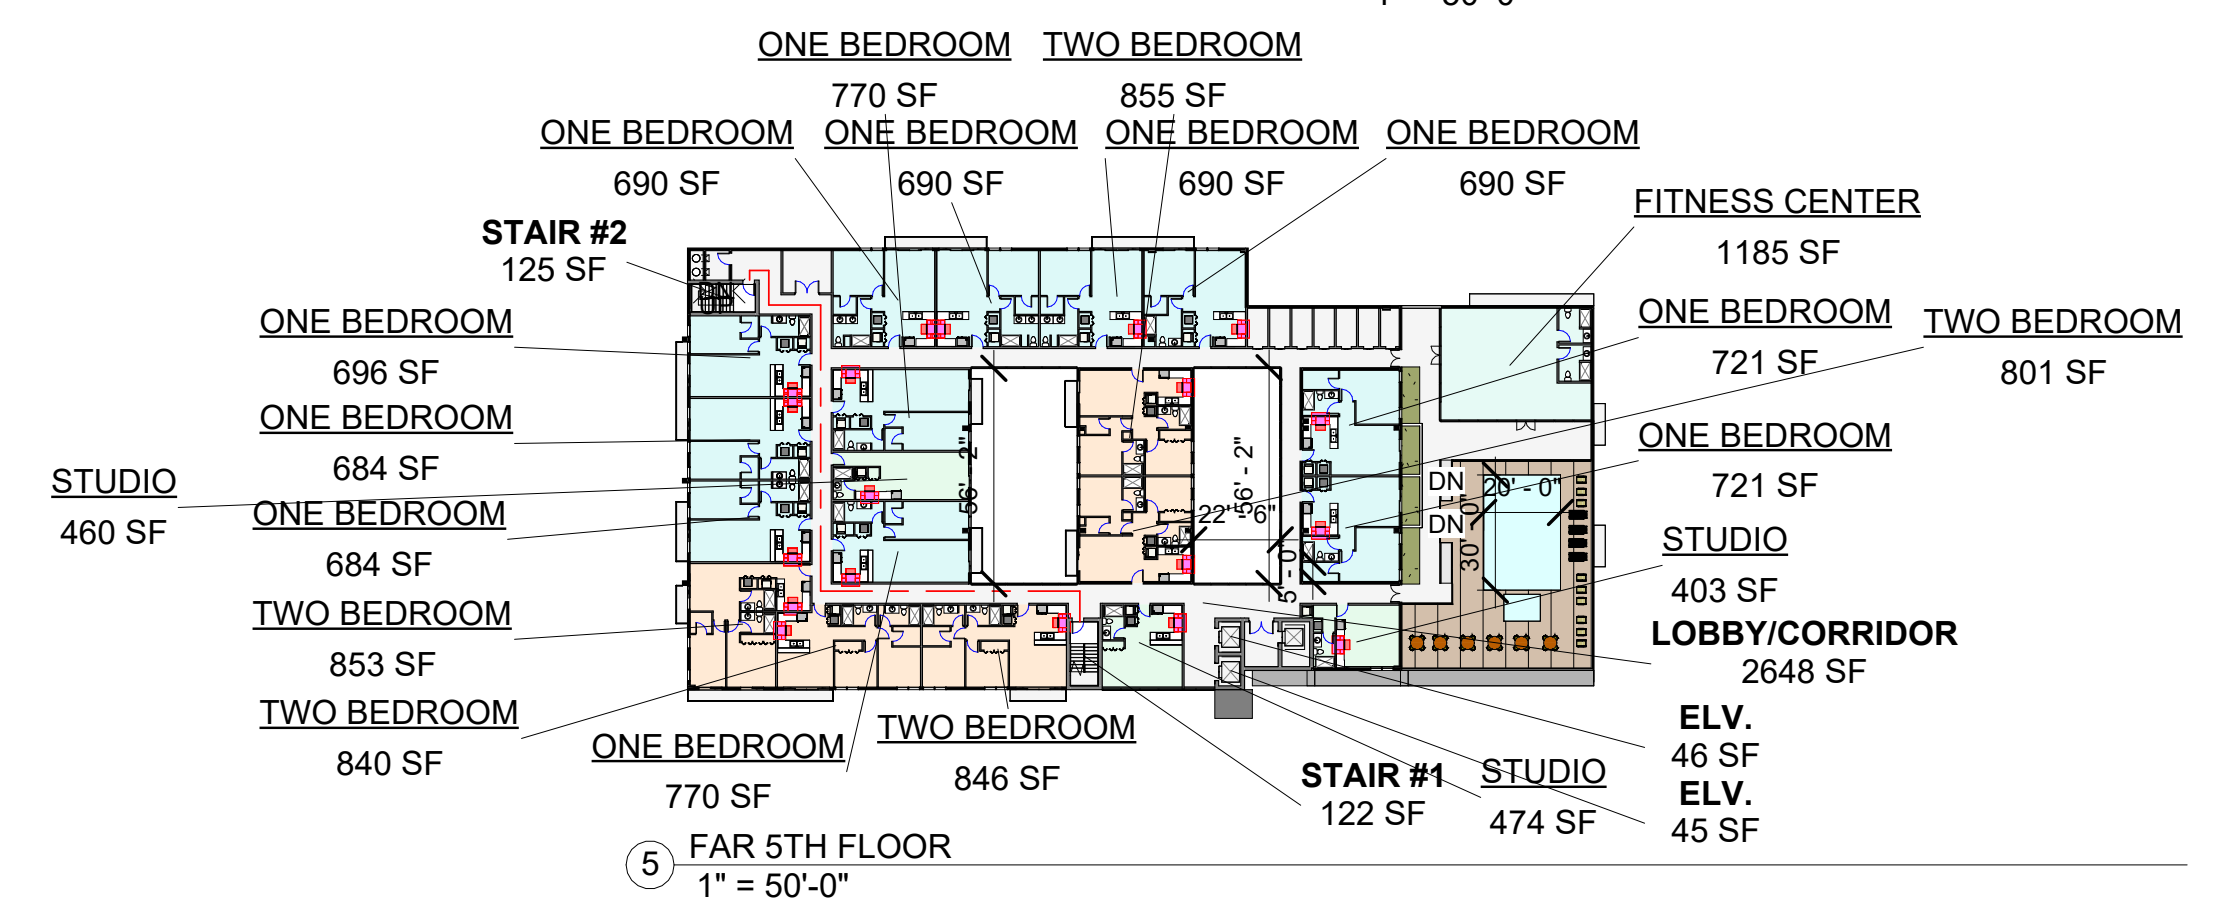 ONE BEDROOM
770 SF
TWO BEDROOM
855 SF
ONE BEDROOM
690 SF
ONE BEDROOM
690 SF
ONE BEDROOM
690 SF
ONE BEDROOM
690 SF
FITNESS CENTER
1185 SF
STAIR #2
125 SF
ONE BEDROOM
696 SF
ONE BEDROOM
721 SF
TWO BEDROOM
801 SF
ONE BEDROOM
684 SF
ONE BEDROOM
721 SF
STUDIO
460 SF
ONE BEDROOM
684 SF
56' - 2"
56' - 2"
22' - 6"
5' - 0"
DN
DN
20' - 0"
30' - 0"
STUDIO
403 SF
TWO BEDROOM
853 SF
LOBBY/CORRIDOR
2648 SF
TWO BEDROOM
840 SF
ONE BEDROOM
770 SF
TWO BEDROOM
846 SF
ELV.
46 SF
STAIR #1
122 SF
STUDIO
474 SF
ELV.
45 SF
5
FAR 5TH FLOOR
1" = 50'-0"